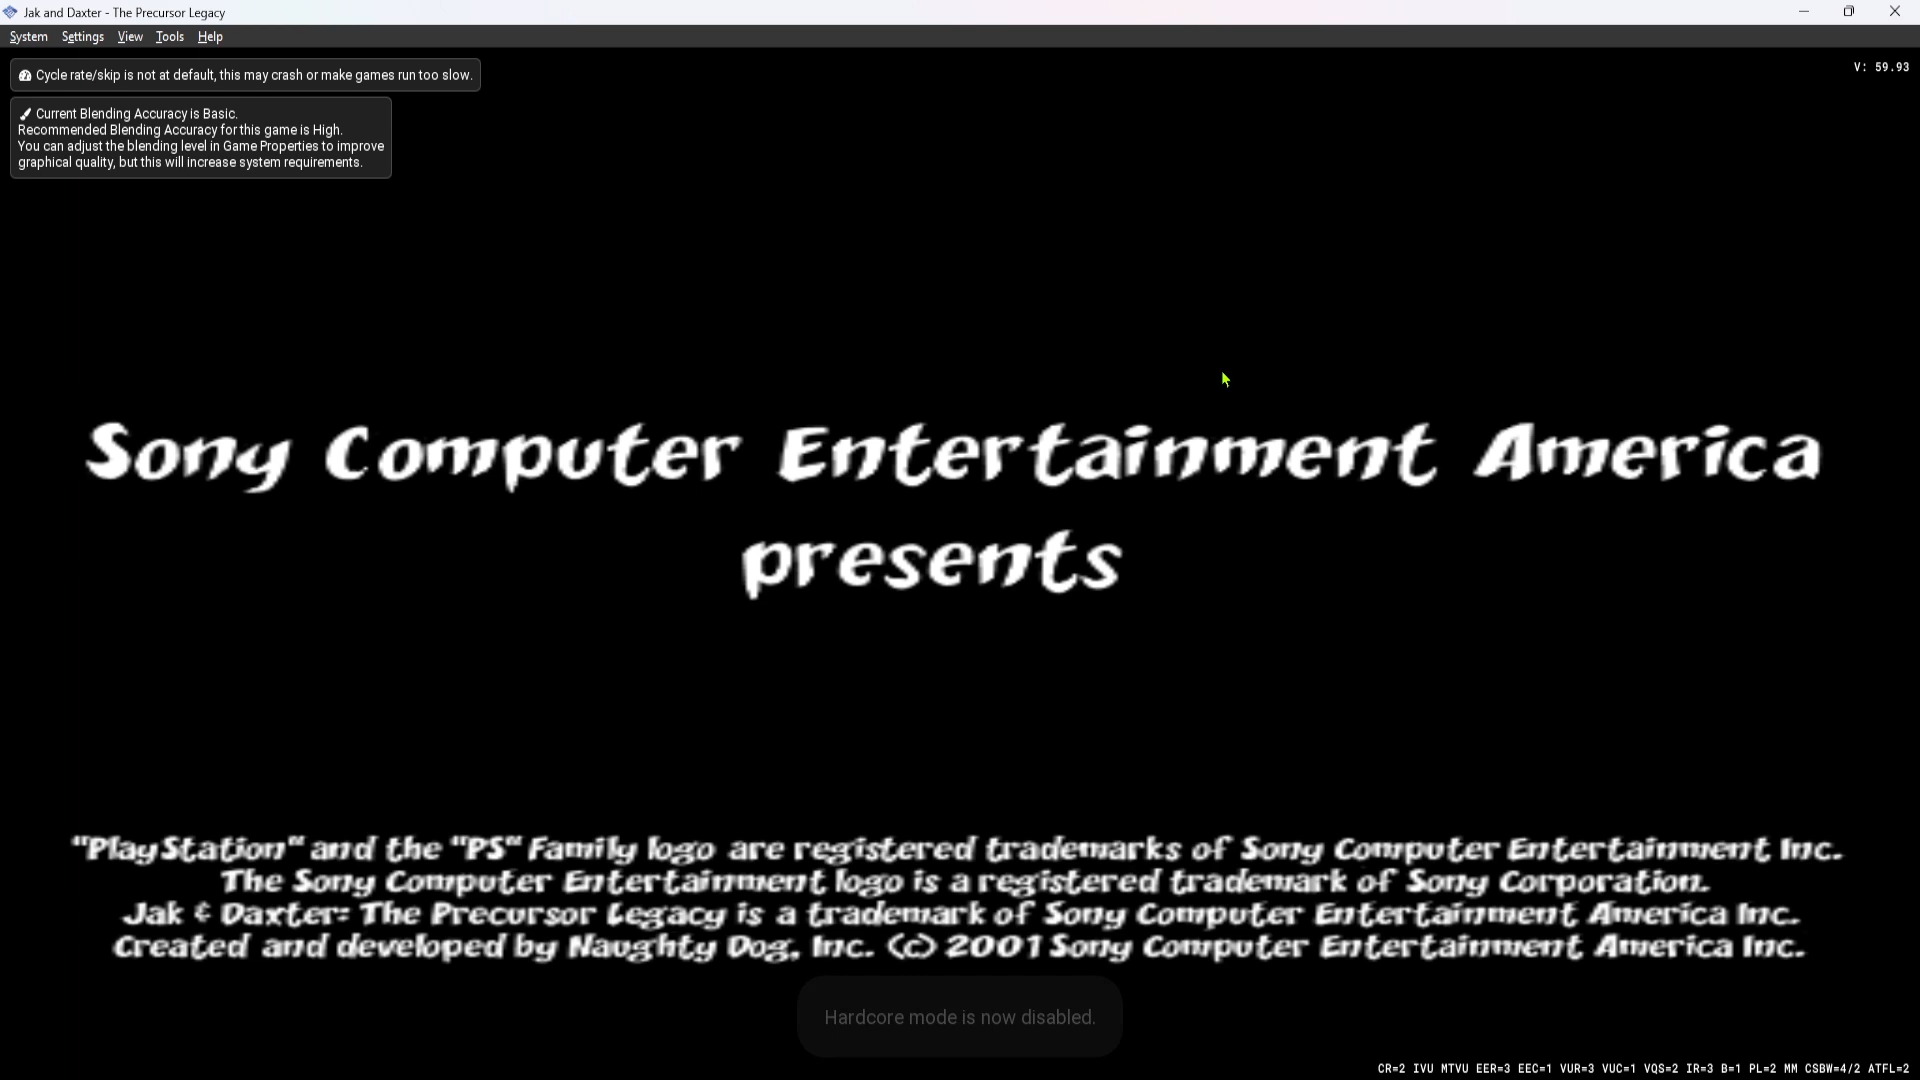 Jak and Daxter - The Precursor Legacy
System Settings View Tools Help
Cycle rate/skip is not at default, this may crash or make games run too slow.
V: 59.93
Current Blending Accuracy is Basic.
Recommended Blending Accuracy for this game is High.
You can adjust the blending level in Game Properties to improve
graphical quality, but this will increase system requirements.
Sony Computer Entertainment America
presents
"PlayStation" and the "PS" Family logo are registered trademarks of Sony Computer Entertainment Inc.
The Sony Computer Entertainment logo is a registered trademark of Sony Corporation.
Jak & Daxter: The Precursor Legacy is a trademark of Sony Computer Entertainment America Inc.
Created and developed by Naughty Dog, Inc. (c) 2001 Sony Computer Entertainment America Inc.
Hardcore mode is now disabled.
CR=2 IVU MTVU EER=3 EEC=1 VUR=3 VUC=1 VQS=2 IR=3 B=1 PL=2 MM CSBW=4/2 ATFL=2